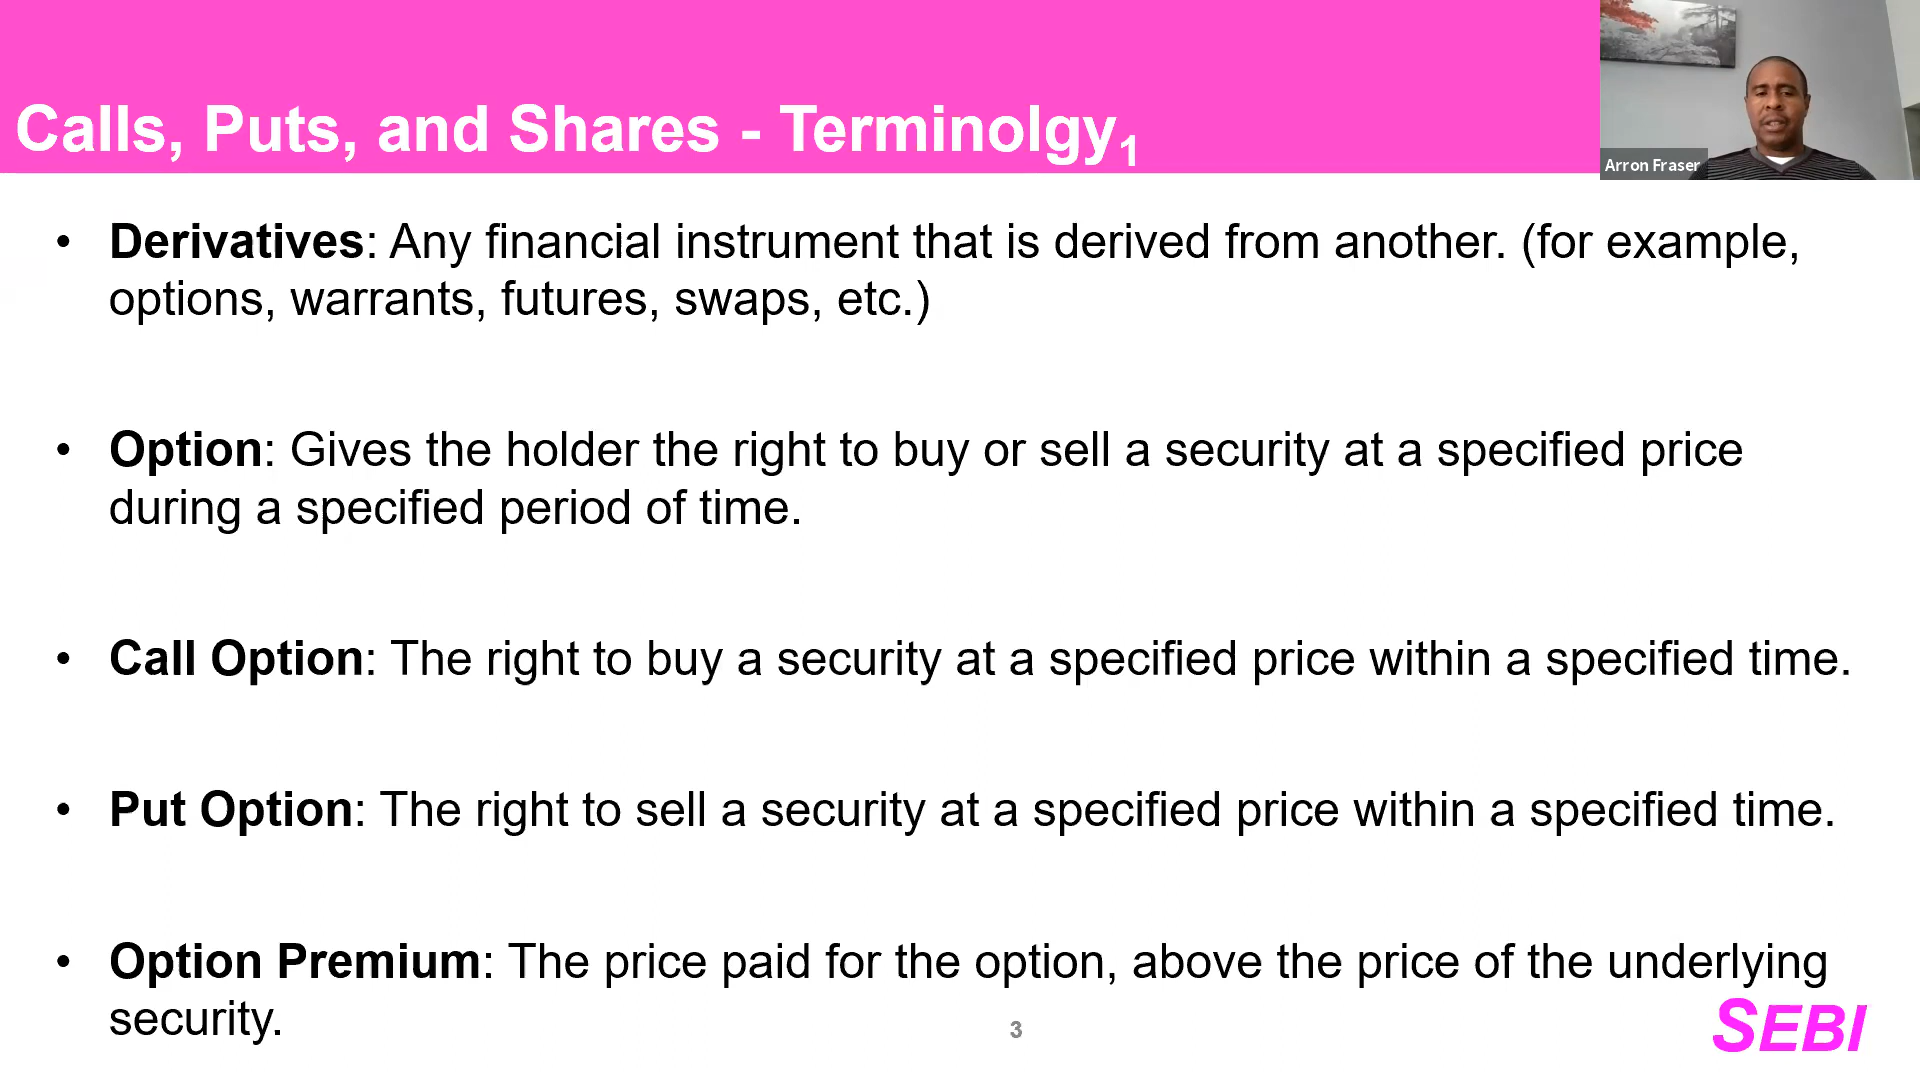 Calls, Puts, and Shares - Terminolgy1
Arron Fraser
• Derivatives: Any financial instrument that is derived from another. (for example,
options, warrants, futures, swaps, etc.)
• Option: Gives the holder the right to buy or sell a security at a specified price
during a specified period of time.
• Call Option: The right to buy a security at a specified price within a specified time.
• Put Option: The right to sell a security at a specified price within a specified time.
• Option Premium: The price paid for the option, above the price of the underlying
security.
3
SEBI